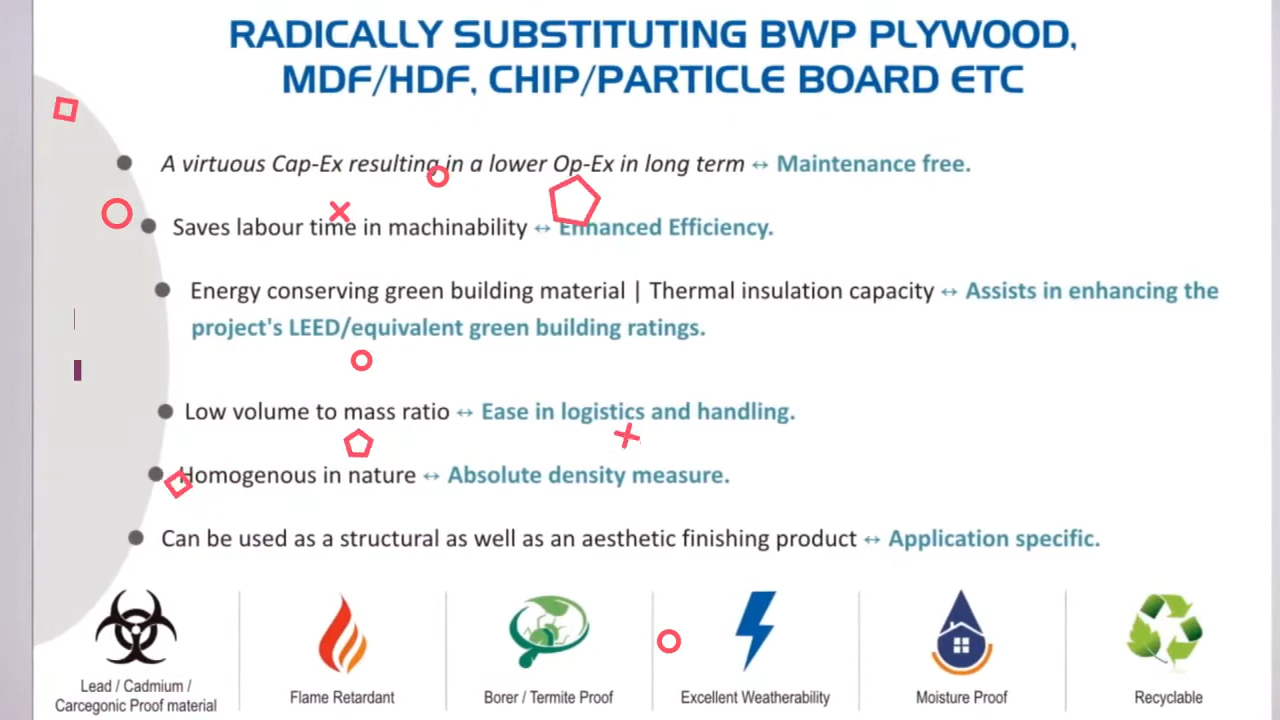 RADICALLY SUBSTITUTING BWP PLYWOOD,
MDF/HDF, CHIP/PARTICLE BOARD ETC
A virtuous Cap-Ex resulting in a lower Op-Ex in long term ↔ Maintenance free.
Saves labour time in machinability ↔ Enhanced Efficiency.
Energy conserving green building material | Thermal insulation capacity ↔ Assists in enhancing the
project's LEED/equivalent green building ratings.
Low volume to mass ratio ↔ Ease in logistics and handling.
Homogenous in nature ↔ Absolute density measure.
Can be used as a structural as well as an aesthetic finishing product ↔ Application specific.
Lead / Cadmium /
Carcegonic Proof material
Flame Retardant
Borer / Termite Proof
Excellent Weatherability
Moisture Proof
Recyclable